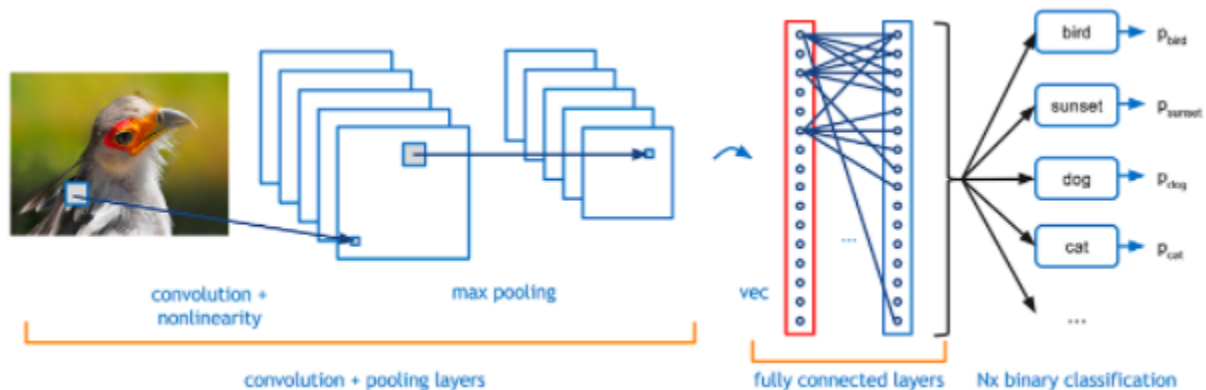 convolution +
nonlinearity
max pooling
vec
...
bird
p_bird
sunset
p_sunset
dog
p_dog
cat
p_cat
...
convolution + pooling layers
fully connected layers
Nx binary classification